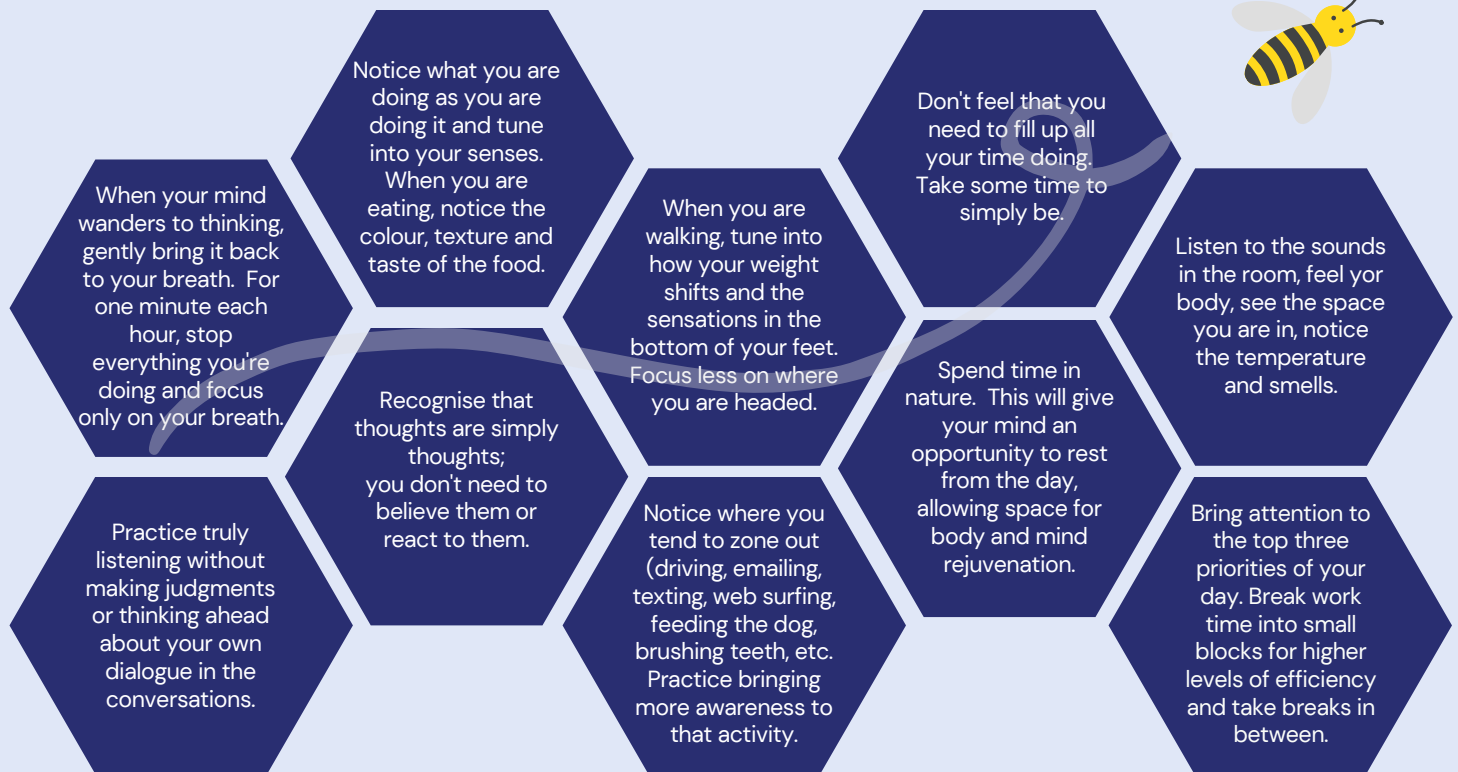 When your mind
wanders to thinking,
gently bring it back
to your breath.  For
one minute each
hour, stop
everything you're
doing and focus
only on your breath.
Practice truly
listening without
making judgments
or thinking ahead
about your own
dialogue in the
conversations.
Notice what you are
doing as you are
doing it and tune
into your senses.
When you are
eating, notice the
colour, texture and
taste of the food.
Recognise that
thoughts are simply
thoughts;
you don't need to
believe them or
react to them.
When you are
walking, tune into
how your weight
shifts and the
sensations in the
bottom of your feet.
Focus less on where
you are headed.
Notice where you
tend to zone out
(driving, emailing,
texting, web surfing,
feeding the dog,
brushing teeth, etc.
Practice bringing
more awareness to
that activity.
Don't feel that you
need to fill up all
your time doing.
Take some time to
simply be.
Spend time in
nature.  This will give
your mind an
opportunity to rest
from the day,
allowing space for
body and mind
rejuvenation.
Listen to the sounds
in the room, feel yor
body, see the space
you are in, notice
the temperature
and smells.
Bring attention to
the top three
priorities of your
day. Break work
time into small
blocks for higher
levels of efficiency
and take breaks in
between.